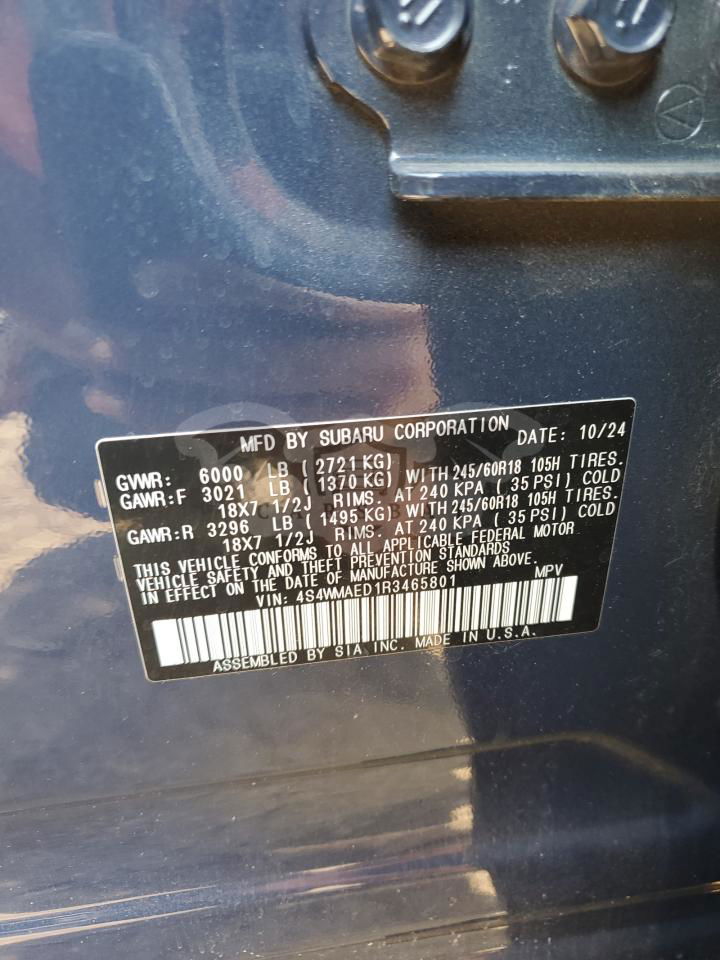 MFD BY SUBARU CORPORATION DATE: 10/24
GVWR: 6000 LB (2721 KG)
GAWR:F 3021 LB (1370 KG) WITH 245/60R18 105H TIRES.
18X7 1/2J RIMS. AT 240 KPA (35 PSI) COLD
GAWR:R 3296 LB (1495 KG) WITH 245/60R18 105H TIRES.
18X7 1/2J RIMS. AT 240 KPA (35 PSI) COLD
THIS VEHICLE CONFORMS TO ALL APPLICABLE FEDERAL MOTOR
VEHICLE SAFETY AND THEFT PREVENTION STANDARDS
IN EFFECT ON THE DATE OF MANUFACTURE SHOWN ABOVE.
VIN: 4S4WMAED1R3465801 MPV
ASSEMBLED BY SIA INC. MADE IN U.S.A.